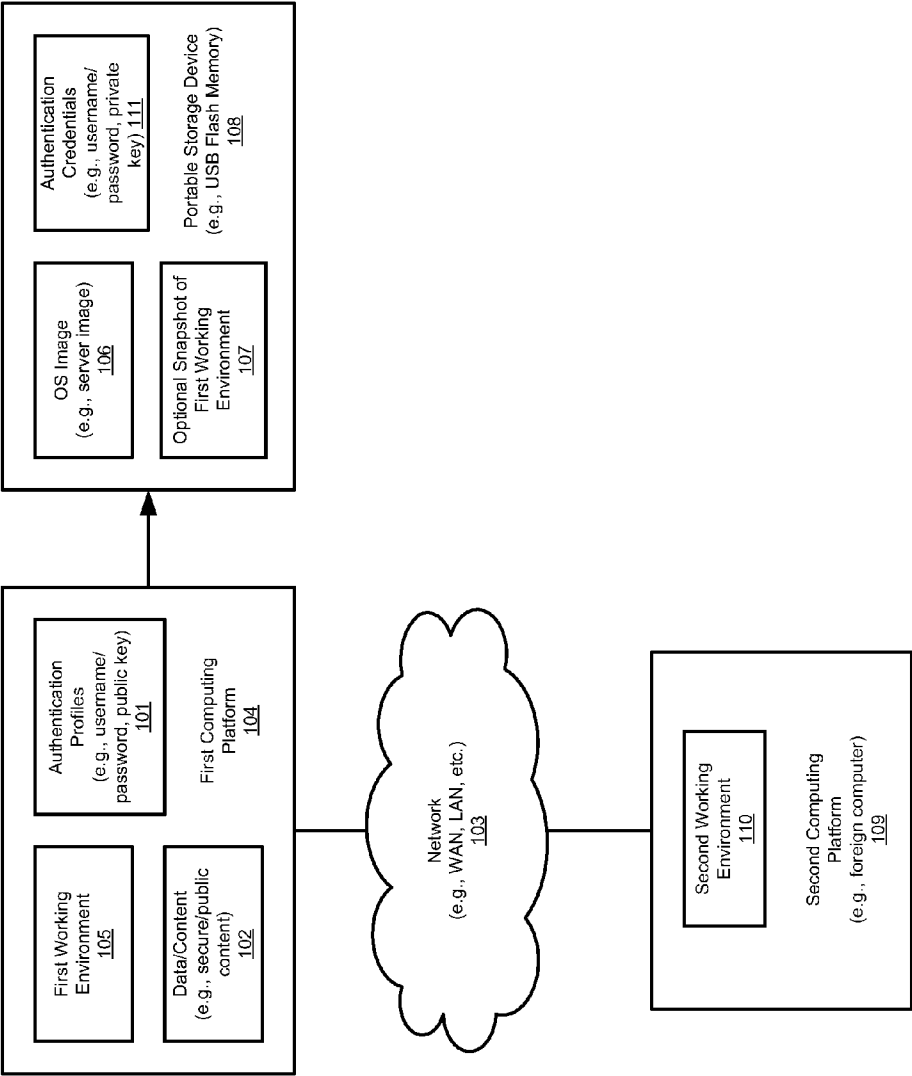 First Working
Environment
105
Authentication
Profiles
(e.g., username/
password, public key)
101
Data/Content
(e.g., secure/public
content)
102
First Computing
Platform
104
OS Image
(e.g., server image)
106
Authentication
Credentials
(e.g., username/
password, private
key) 111
Optional Snapshot of
First Working
Environment
107
Portable Storage Device
(e.g., USB Flash Memory)
108
Network
(e.g., WAN, LAN, etc.)
103
Second Working
Environment
110
Second Computing
Platform
(e.g., foreign computer)
109